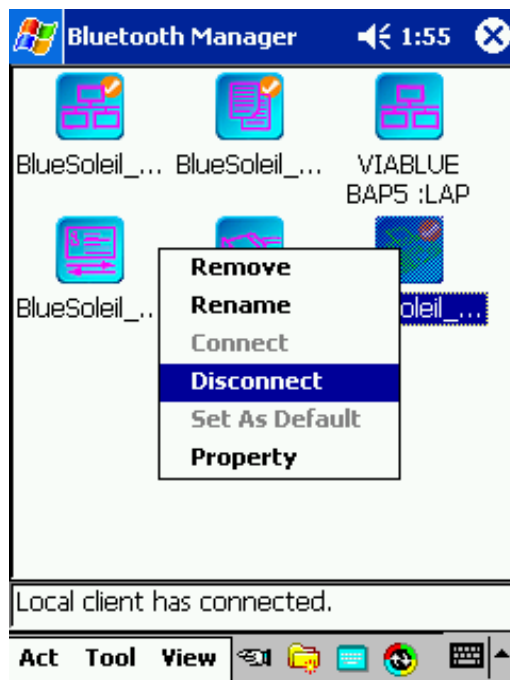 Bluetooth Manager 1:55
BlueSoleil_... BlueSoleil_... VIABLUE
BAP5 :LAP
BlueSoleil_.. oleil_...
Remove
Rename
Connect
Disconnect
Set As Default
Property
Local client has connected.
Act Tool View